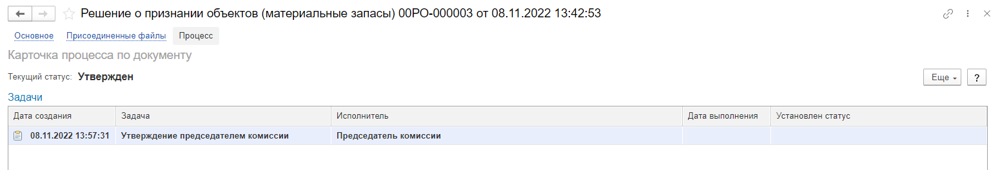 Решение о признании объектов (материальные запасы) 00РО-000003 от 08.11.2022 13:42:53
Основное Присоединенные файлы Процесс
Карточка процесса по документу
Текущий статус: Утвержден
Еще ?
Задачи
Дата создания Задача Исполнитель Дата выполнения Установлен статус
08.11.2022 13:57:31 Утверждение председателем комиссии Председатель комиссии